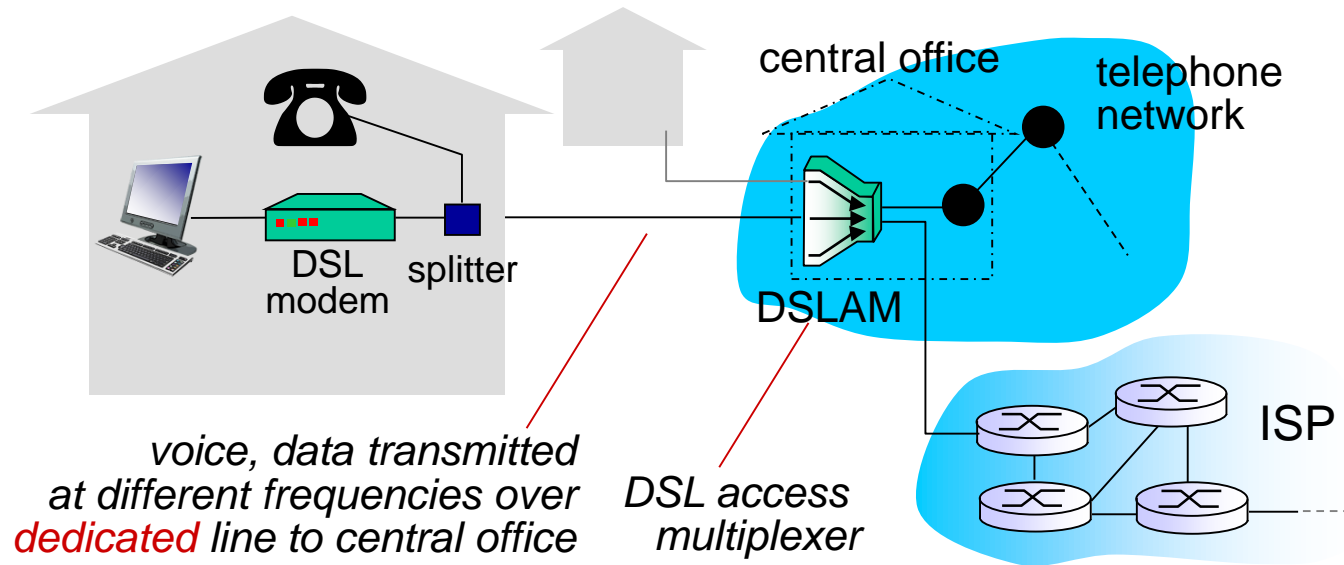 central office
telephone
network
DSL
modem
splitter
DSLAM
ISP
voice, data transmitted
at different frequencies over
dedicated line to central office
DSL access
multiplexer